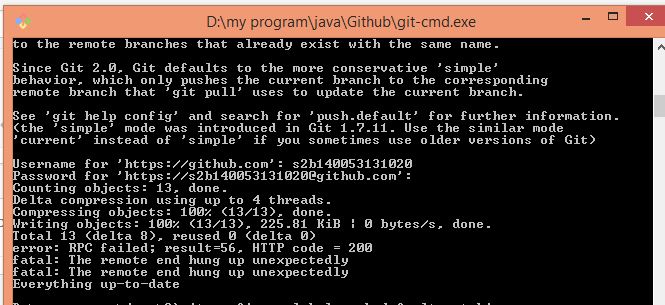 D:\my program\java\Github\git-cmd.exe
to the remote branches that already exist with the same name.
Since Git 2.0, Git defaults to the more conservative 'simple'
behavior, which only pushes the current branch to the corresponding
remote branch that 'git pull' uses to update the current branch.
See 'git help config' and search for 'push.default' for further information.
(the 'simple' mode was introduced in Git 1.7.11. Use the similar mode
'current' instead of 'simple' if you sometimes use older versions of Git)
Username for 'https://github.com': s2b140053131020
Password for 'https://s2b140053131020@github.com':
Counting objects: 13, done.
Delta compression using up to 4 threads.
Compressing objects: 100% (13/13), done.
Writing objects: 100% (13/13), 225.81 KiB ¦ 0 bytes/s, done.
Total 13 (delta 8), reused 0 (delta 0)
error: RPC failed; result=56, HTTP code = 200
fatal: The remote end hung up unexpectedly
fatal: The remote end hung up unexpectedly
Everything up-to-date